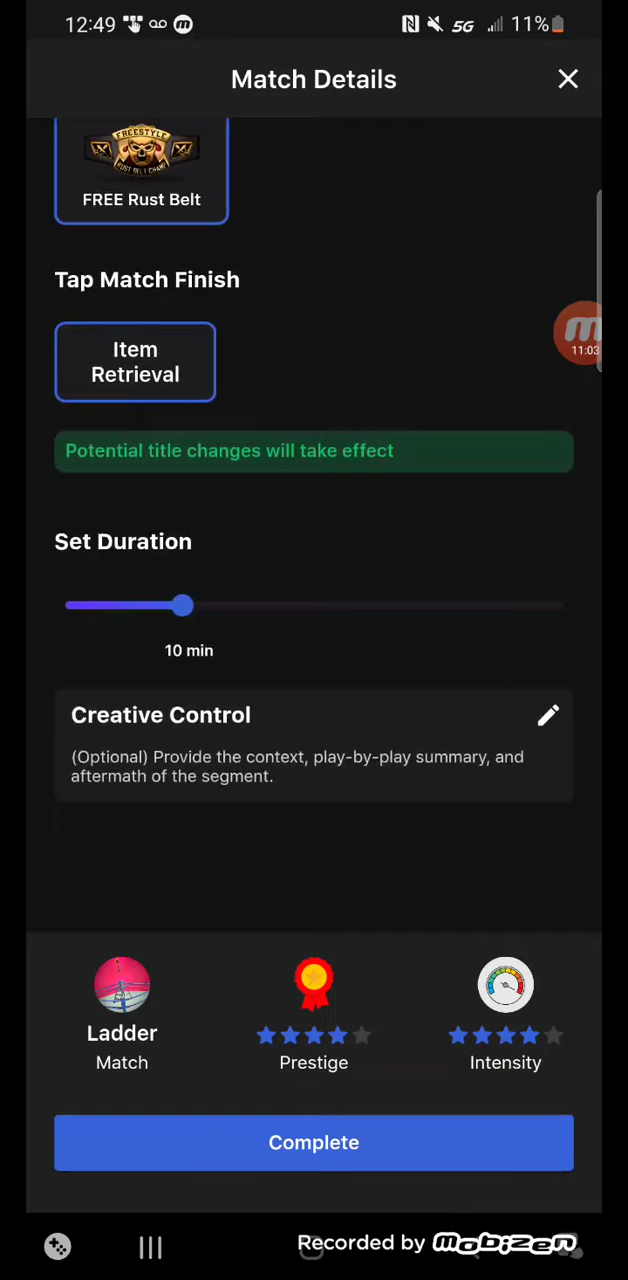 12:49
5G
11%
Match Details
FREESTYLE
RUST BELT CHAMP
FREE Rust Belt
Tap Match Finish
Item
Retrieval
11:03
Potential title changes will take effect
Set Duration
10 min
Creative Control
(Optional) Provide the context, play-by-play summary, and
aftermath of the segment.
Ladder
Match
Prestige
Intensity
Complete
Recorded by mobizen